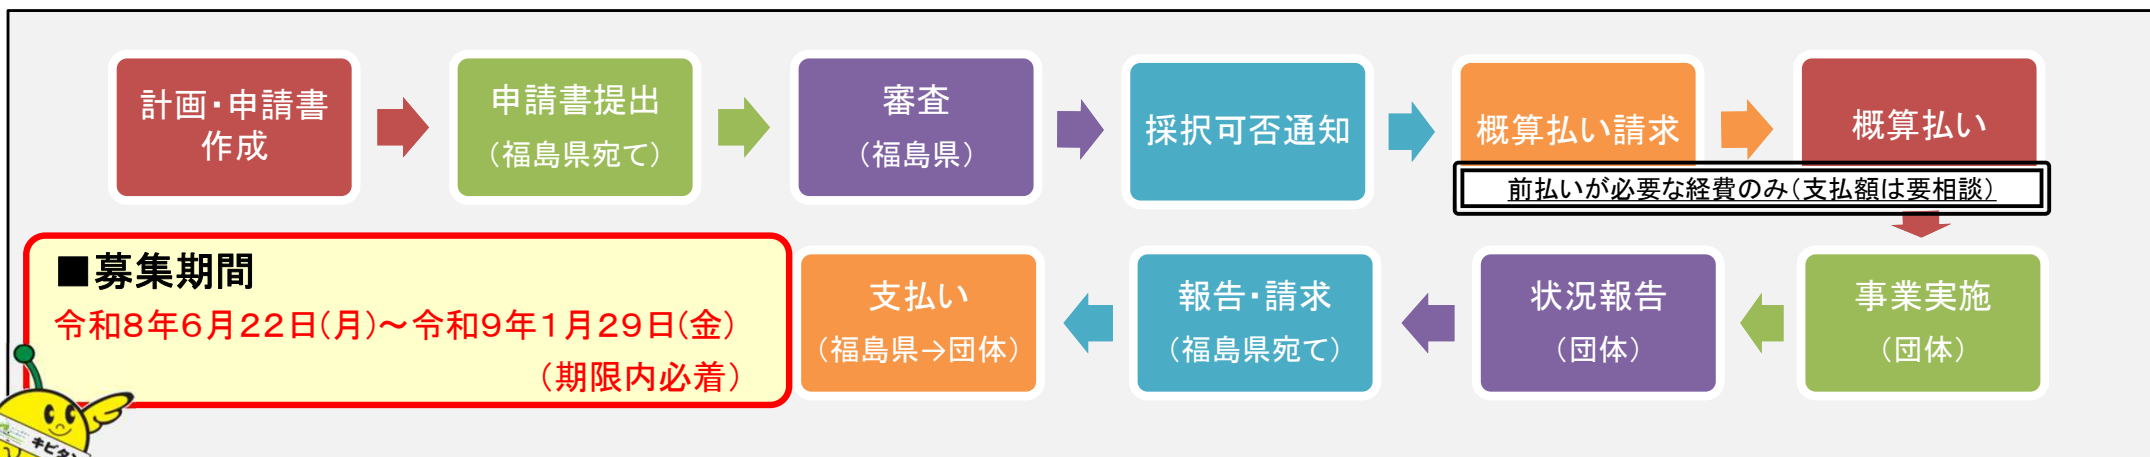 計画・申請書
作成
申請書提出
（福島県宛て）
審査
（福島県）
採択可否通知
概算払い請求
概算払い
前払いが必要な経費のみ（支払額は要相談）
■募集期間
令和８年６月２２日(月)～令和９年１月２９日(金)
（期限内必着）
支払い
（福島県→団体）
報告・請求
（福島県宛て）
状況報告
（団体）
事業実施
（団体）
キビタン